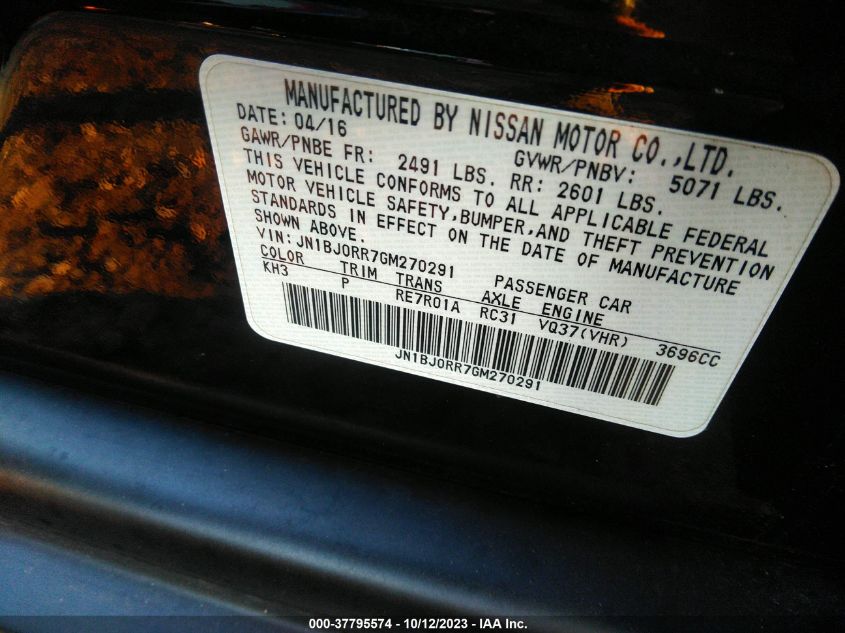 MANUFACTURED BY NISSAN MOTOR CO.,LTD.
DATE: 04/16 GVWR/PNBV: 5071 LBS.
GAWR/PNBE FR: 2491 LBS. RR: 2601 LBS.
THIS VEHICLE CONFORMS TO ALL APPLICABLE FEDERAL
MOTOR VEHICLE SAFETY,BUMPER,AND THEFT PREVENTION
STANDARDS IN EFFECT ON THE DATE OF MANUFACTURE
SHOWN ABOVE.
VIN:JN1BJ0RR7GM270291 PASSENGER CAR
COLOR TRIM TRANS AXLE ENGINE
KH3 P RE7R01A RC31 VQ37(VHR) 3696CC
JN1BJ0RR7GM270291
000-37795574 - 10/12/2023 - IAA Inc.